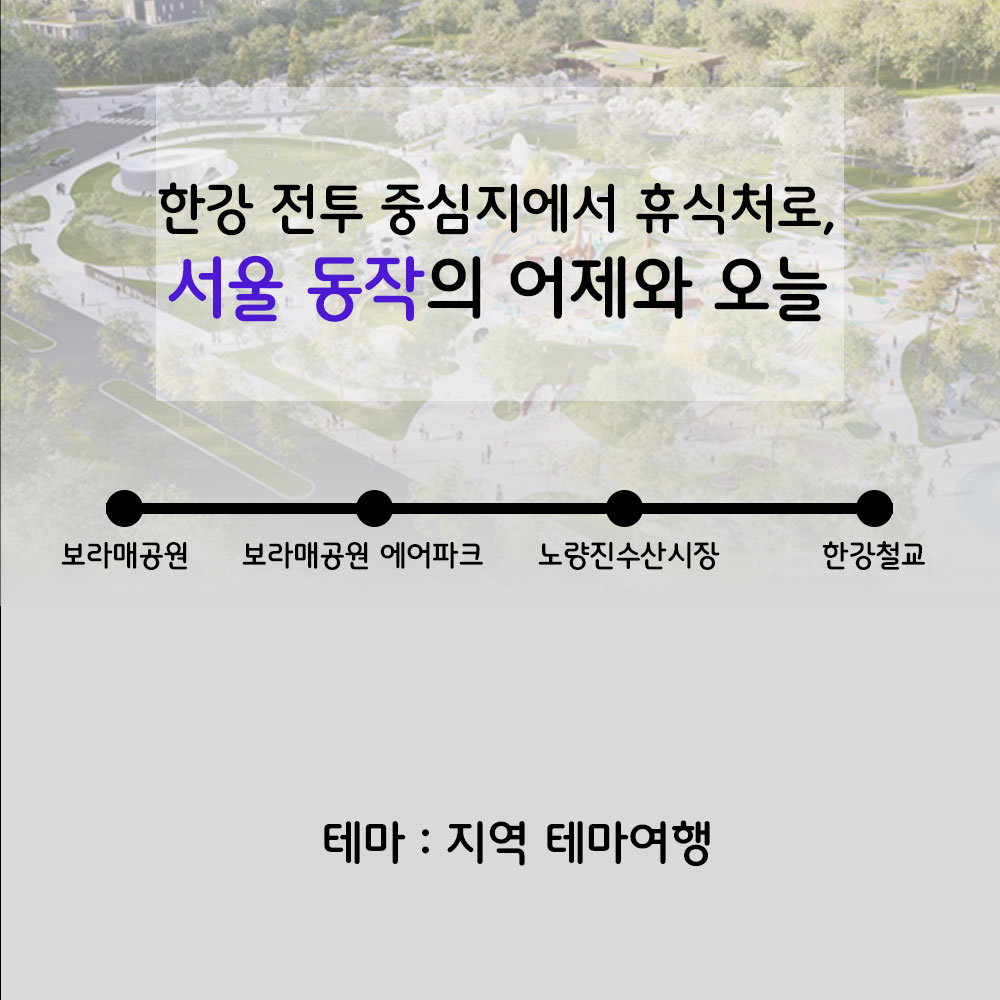 한강 전투 중심지에서 휴식처로,
서울 동작의 어제와 오늘
보라매공원 보라매공원 에어파크 노량진수산시장 한강철교
테마 : 지역 테마여행